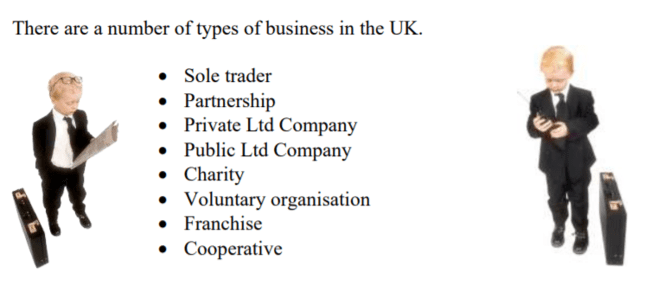 There are a number of types of business in the UK.
• Sole trader
• Partnership
• Private Ltd Company
• Public Ltd Company
• Charity
• Voluntary organisation
• Franchise
• Cooperative